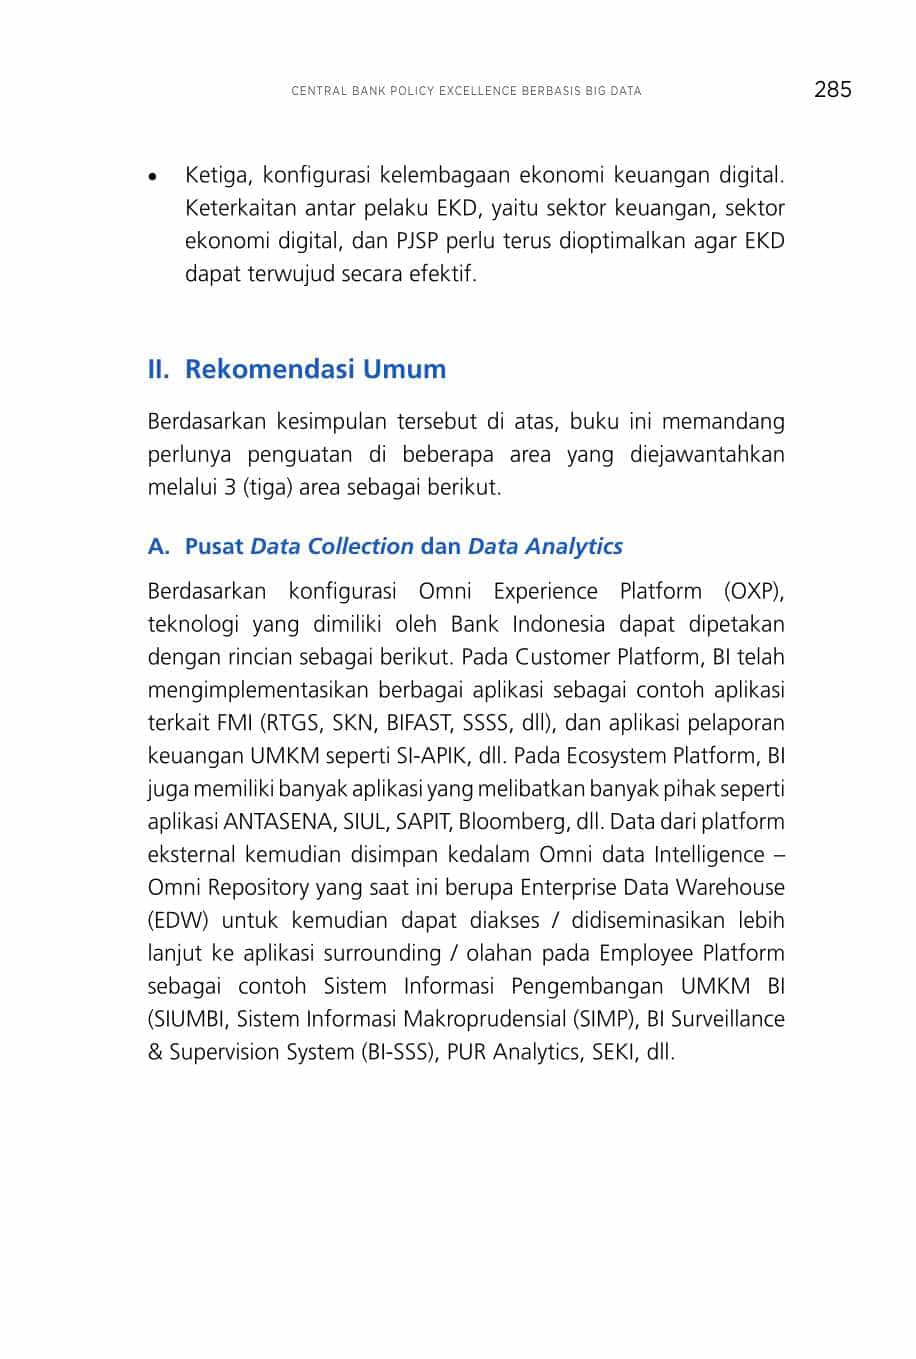 CENTRAL BANK POLICY EXCELLENCE BERBASIS BIG DATA 285
• Ketiga, konfigurasi kelembagaan ekonomi keuangan digital.
Keterkaitan antar pelaku EKD, yaitu sektor keuangan, sektor
ekonomi digital, dan PJSP perlu terus dioptimalkan agar EKD
dapat terwujud secara efektif.
II. Rekomendasi Umum
Berdasarkan kesimpulan tersebut di atas, buku ini memandang
perlunya penguatan di beberapa area yang diejawantahkan
melalui 3 (tiga) area sebagai berikut.
A. Pusat Data Collection dan Data Analytics
Berdasarkan konfigurasi Omni Experience Platform (OXP),
teknologi yang dimiliki oleh Bank Indonesia dapat dipetakan
dengan rincian sebagai berikut. Pada Customer Platform, BI telah
mengimplementasikan berbagai aplikasi sebagai contoh aplikasi
terkait FMI (RTGS, SKN, BIFAST, SSSS, dll), dan aplikasi pelaporan
keuangan UMKM seperti SI-APIK, dll. Pada Ecosystem Platform, BI
juga memiliki banyak aplikasi yang melibatkan banyak pihak seperti
aplikasi ANTASENA, SIUL, SAPIT, Bloomberg, dll. Data dari platform
eksternal kemudian disimpan kedalam Omni data Intelligence –
Omni Repository yang saat ini berupa Enterprise Data Warehouse
(EDW) untuk kemudian dapat diakses / didiseminasikan lebih
lanjut ke aplikasi surrounding / olahan pada Employee Platform
sebagai contoh Sistem Informasi Pengembangan UMKM BI
(SIUMBI, Sistem Informasi Makroprudensial (SIMP), BI Surveillance
& Supervision System (BI-SSS), PUR Analytics, SEKI, dll.